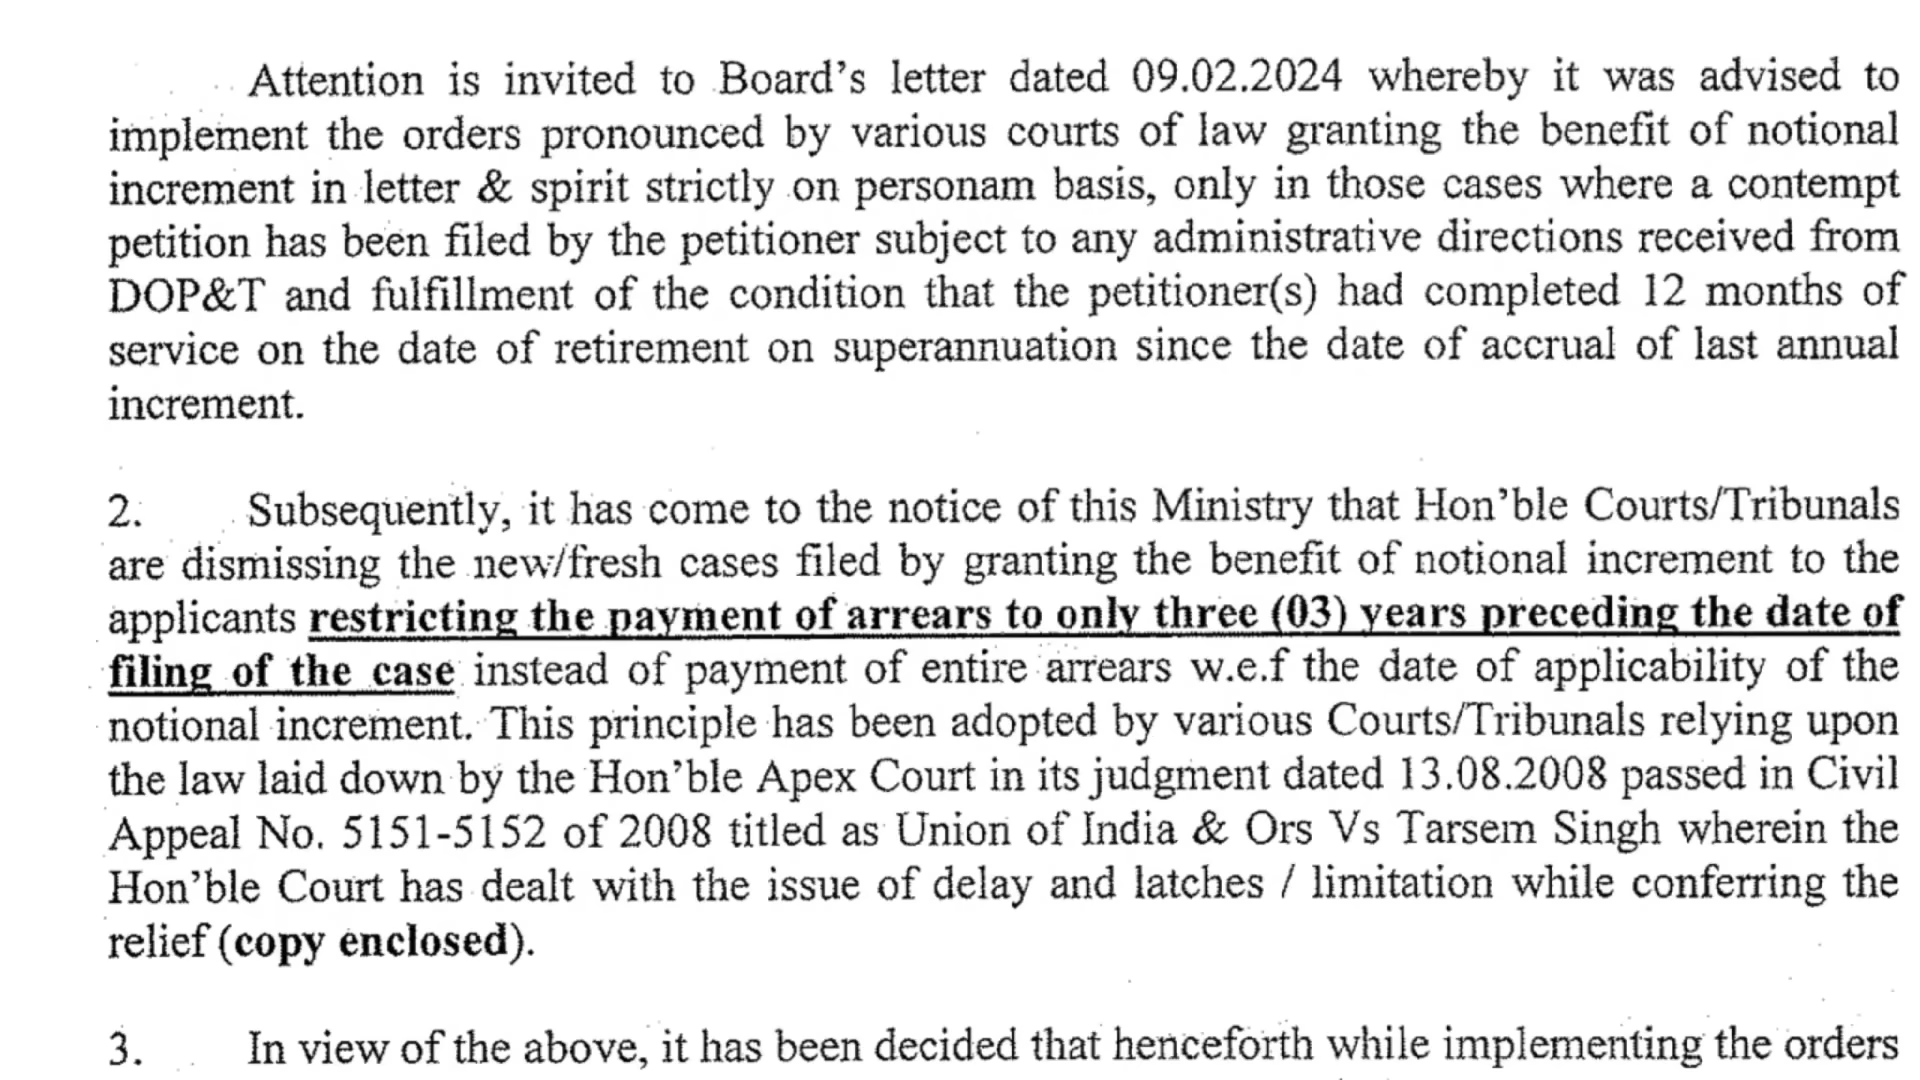 Attention is invited to Board's letter dated 09.02.2024 whereby it was advised to
implement the orders pronounced by various courts of law granting the benefit of notional
increment in letter & spirit strictly on personam basis, only in those cases where a contempt
petition has been filed by the petitioner subject to any administrative directions received from
DOP&T and fulfillment of the condition that the petitioner(s) had completed 12 months of
service on the date of retirement on superannuation since the date of accrual of last annual
increment.
2. Subsequently, it has come to the notice of this Ministry that Hon'ble Courts/Tribunals
are dismissing the new/fresh cases filed by granting the benefit of notional increment to the
applicants restricting the payment of arrears to only three (03) years preceding the date of
filing of the case instead of payment of entire arrears w.e.f the date of applicability of the
notional increment. This principle has been adopted by various Courts/Tribunals relying upon
the law laid down by the Hon'ble Apex Court in its judgment dated 13.08.2008 passed in Civil
Appeal No. 5151-5152 of 2008 titled as Union of India & Ors Vs Tarsem Singh wherein the
Hon'ble Court has dealt with the issue of delay and latches / limitation while conferring the
relief (copy enclosed).
3. In view of the above, it has been decided that henceforth while implementing the orders